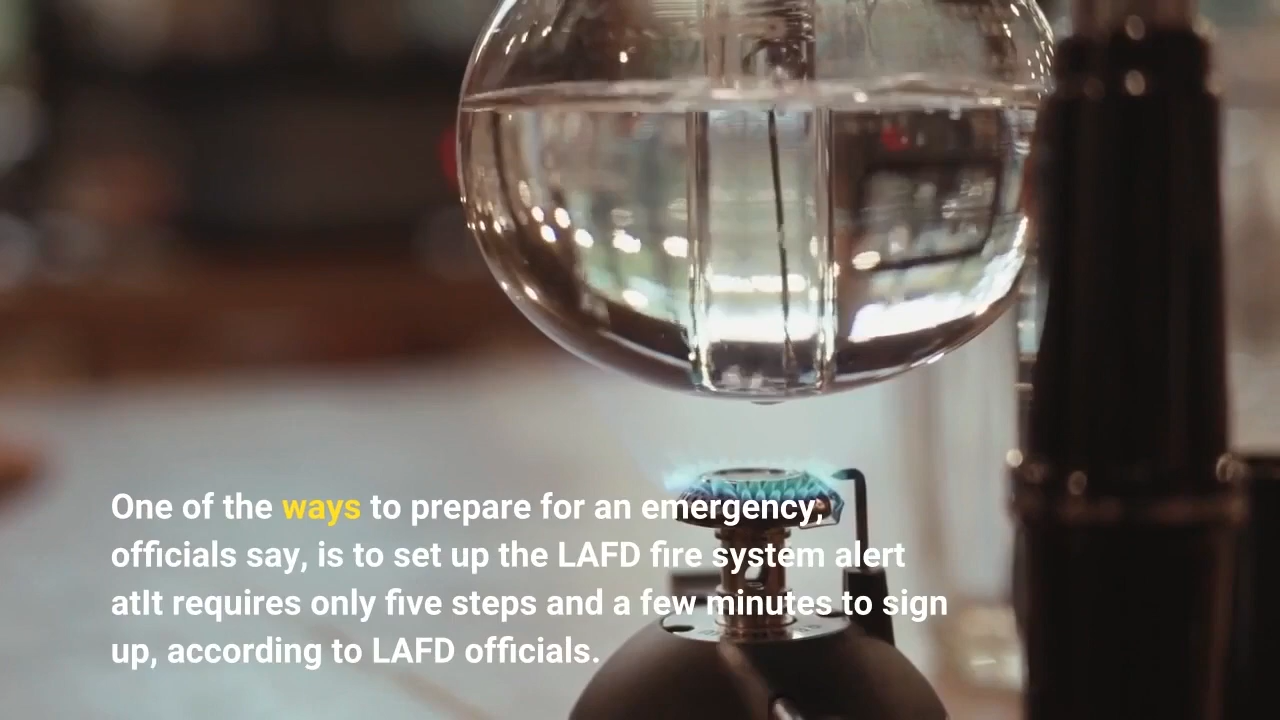 One of the ways to prepare for an emergency,
officials say, is to set up the LAFD fire system alert
atIt requires only five steps and a few minutes to sign
up, according to LAFD officials.